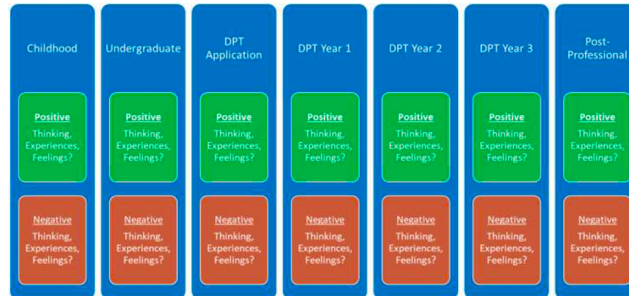 Childhood
Positive
Thinking,
Experiences,
Feelings?
Negative
Thinking,
Experiences,
Feelings?
Undergraduate
Positive
Thinking,
Experiences,
Feelings?
Negative
Thinking,
Experiences,
Feelings?
DPT
Application
Positive
Thinking,
Experiences,
Feelings?
Negative
Thinking,
Experiences,
Feelings?
DPT Year 1
Positive
Thinking,
Experiences,
Feelings?
Negative
Thinking,
Experiences,
Feelings?
DPT Year 2
Positive
Thinking,
Experiences,
Feelings?
Negative
Thinking,
Experiences,
Feelings?
DPT Year 3
Positive
Thinking,
Experiences,
Feelings?
Negative
Thinking,
Experiences,
Feelings?
Post-
Professional
Positive
Thinking,
Experiences,
Feelings?
Negative
Thinking,
Experiences,
Feelings?